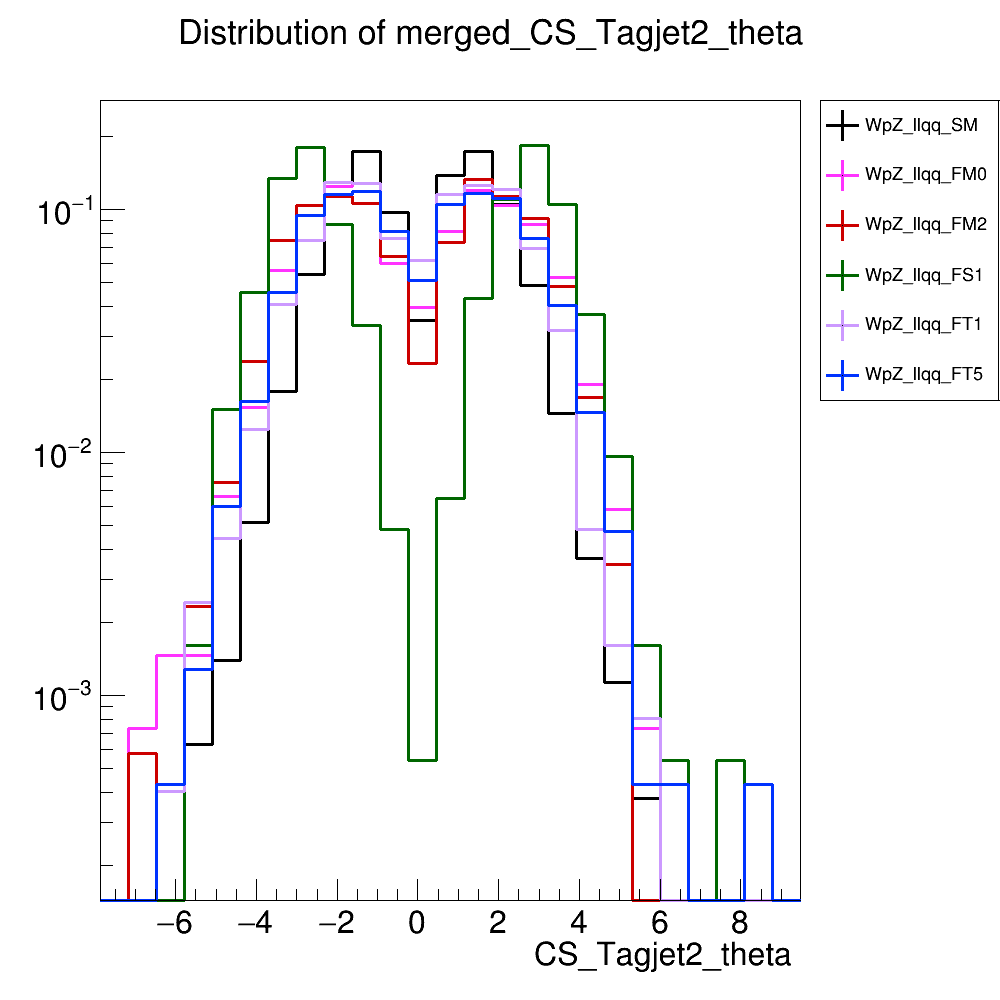 Distribution of merged_CS_Tagjet2_theta
WpZ_llqq_SM
WpZ_llqq_FM0
WpZ_llqq_FM2
WpZ_llqq_FS1
WpZ_llqq_FT1
WpZ_llqq_FT5
10⁻¹
10⁻²
10⁻³
−6 −4 −2 0 2 4 6 8
CS_Tagjet2_theta